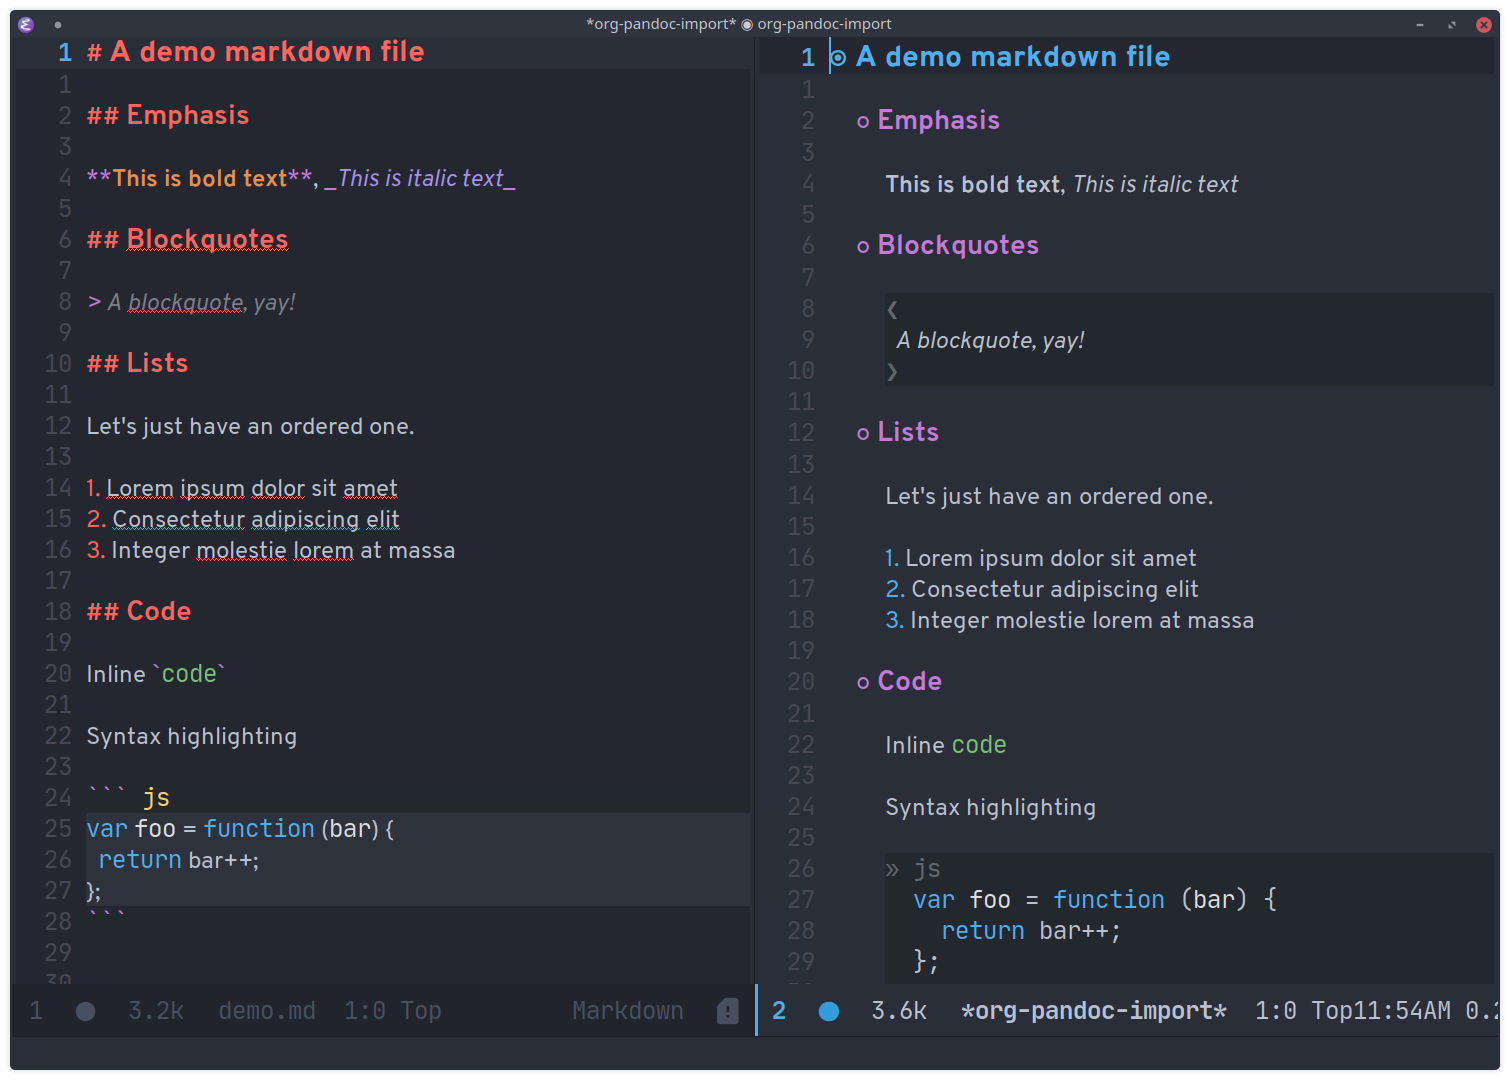 *org-pandoc-import* ◉ org-pandoc-import
1 # A demo markdown file
1
2 ## Emphasis
3
4 **This is bold text**, _This is italic text_
5
6 ## Blockquotes
7
8 > A blockquote, yay!
9
10 ## Lists
11
12 Let's just have an ordered one.
13
14 1. Lorem ipsum dolor sit amet
15 2. Consectetur adipiscing elit
16 3. Integer molestie lorem at massa
17
18 ## Code
19
20 Inline `code`
21
22 Syntax highlighting
23
24 ``` js
25 var foo = function (bar) {
26 return bar++;
27 };
28 ```
29
30
1 0 A demo markdown file
1
2 Emphasis
3
4 This is bold text, This is italic text
5
6 Blockquotes
7
8 ❮
9 A blockquote, yay!
10 ❯
11
12 Lists
13
14 Let's just have an ordered one.
15
16 1. Lorem ipsum dolor sit amet
17 2. Consectetur adipiscing elit
18 3. Integer molestie lorem at massa
19
20 Code
21
22 Inline code
23
24 Syntax highlighting
25
26 » js
27 var foo = function (bar) {
28 return bar++;
29 };
1 ● 3.2k demo.md 1:0 Top Markdown
2 ● 3.6k *org-pandoc-import* 1:0 Top11:54AM 0.2